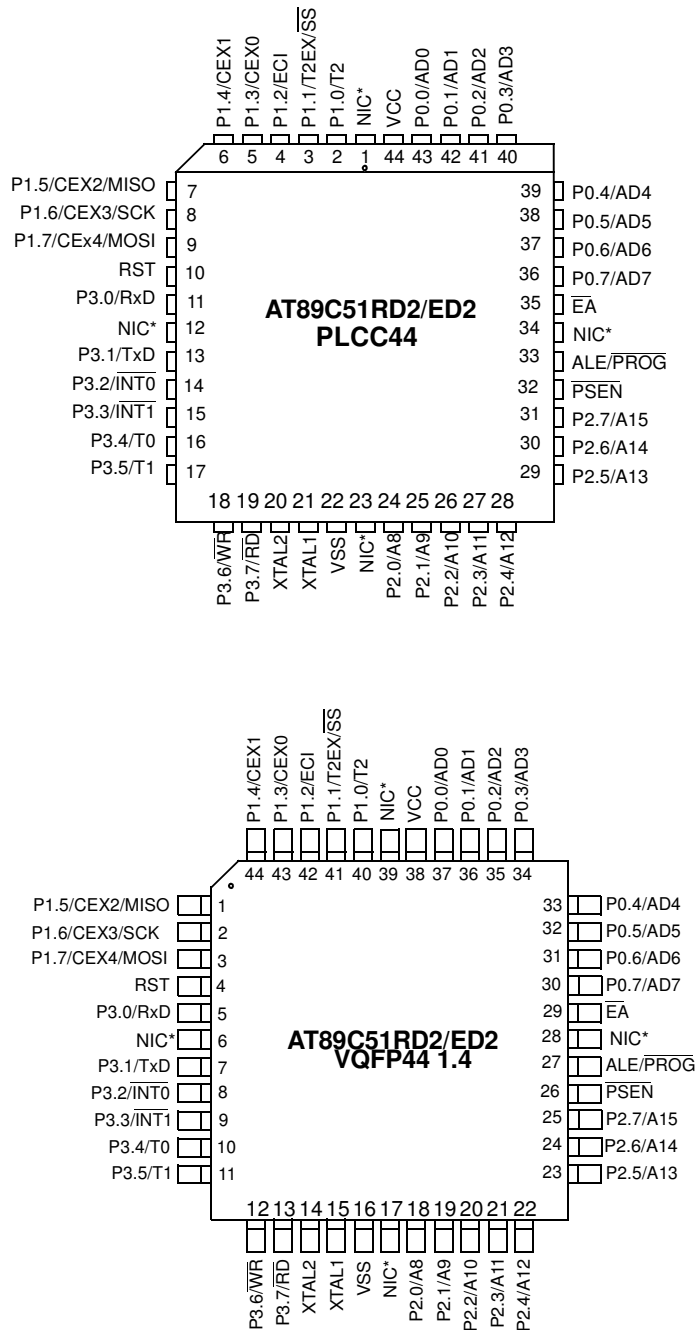 P1.4/CEX1
P1.3/CEX0
P1.2/ECI
P1.1/T2EX/S̅S̅
P1.0/T2
NIC*
VCC
P0.0/AD0
P0.1/AD1
P0.2/AD2
P0.3/AD3
6 5 4 3 2 1 44 43 42 41 40
P1.5/CEX2/MISO 7 39 P0.4/AD4
P1.6/CEX3/SCK 8 38 P0.5/AD5
P1.7/CEx4/MOSI 9 37 P0.6/AD6
RST 10 36 P0.7/AD7
P3.0/RxD 11 35 E̅A̅
NIC* 12 34 NIC*
P3.1/TxD 13 33 ALE/P̅R̅O̅G̅
P3.2/I̅N̅T̅0̅ 14 32 P̅S̅E̅N̅
P3.3/I̅N̅T̅1̅ 15 31 P2.7/A15
P3.4/T0 16 30 P2.6/A14
P3.5/T1 17 29 P2.5/A13
AT89C51RD2/ED2
PLCC44
18 19 20 21 22 23 24 25 26 27 28
P3.6/W̅R̅
P3.7/R̅D̅
XTAL2
XTAL1
VSS
NIC*
P2.0/A8
P2.1/A9
P2.2/A10
P2.3/A11
P2.4/A12
P1.4/CEX1
P1.3/CEX0
P1.2/ECI
P1.1/T2EX/S̅S̅
P1.0/T2
NIC*
VCC
P0.0/AD0
P0.1/AD1
P0.2/AD2
P0.3/AD3
44 43 42 41 40 39 38 37 36 35 34
P1.5/CEX2/MISO 1 33 P0.4/AD4
P1.6/CEX3/SCK 2 32 P0.5/AD5
P1.7/CEX4/MOSI 3 31 P0.6/AD6
RST 4 30 P0.7/AD7
P3.0/RxD 5 29 E̅A̅
NIC* 6 28 NIC*
P3.1/TxD 7 27 ALE/P̅R̅O̅G̅
P3.2/I̅N̅T̅0̅ 8 26 P̅S̅E̅N̅
P3.3/I̅N̅T̅1̅ 9 25 P2.7/A15
P3.4/T0 10 24 P2.6/A14
P3.5/T1 11 23 P2.5/A13
AT89C51RD2/ED2
VQFP44 1.4
12 13 14 15 16 17 18 19 20 21 22
P3.6/W̅R̅
P3.7/R̅D̅
XTAL2
XTAL1
VSS
NIC*
P2.0/A8
P2.1/A9
P2.2/A10
P2.3/A11
P2.4/A12